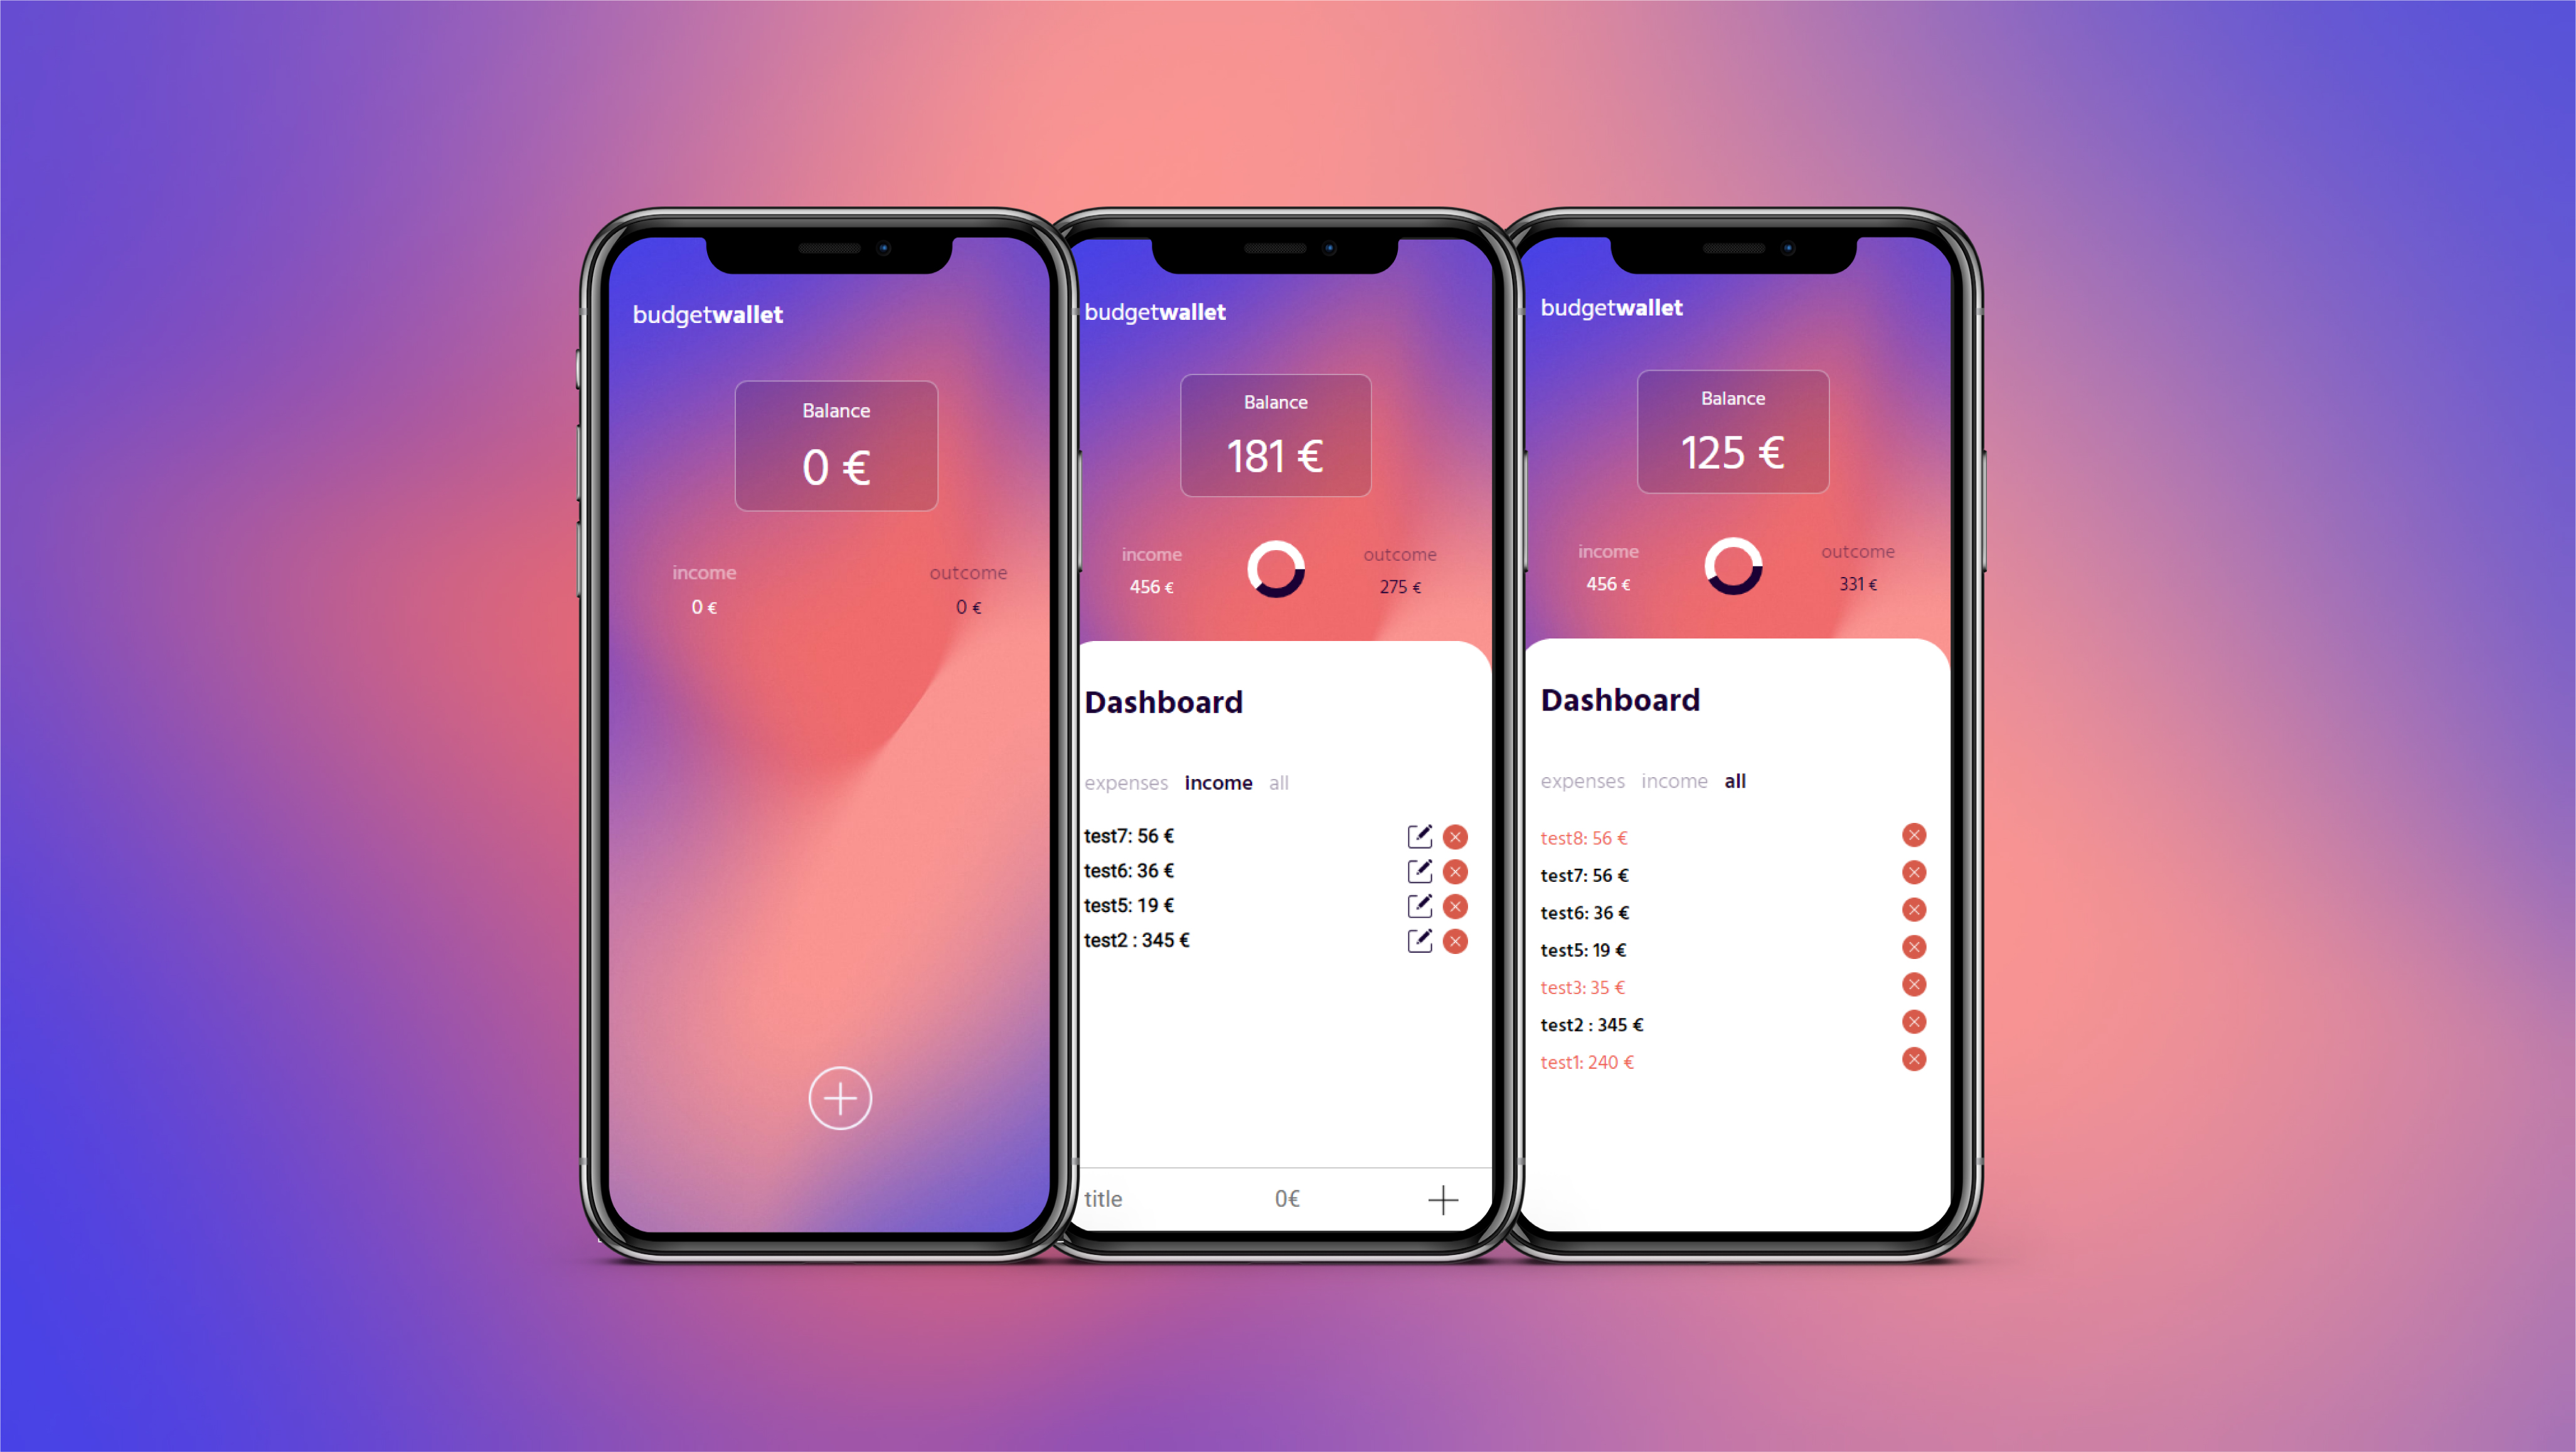 budgetwallet
Balance
0 €
income outcome
0 € 0 €
budgetwallet
Balance
181 €
income outcome
456 € 275 €
Dashboard
expenses income all
test7: 56 €
test6: 36 €
test5: 19 €
test2 : 345 €
title 0€
budgetwallet
Balance
125 €
income outcome
456 € 331 €
Dashboard
expenses income all
test8: 56 €
test7: 56 €
test6: 36 €
test5: 19 €
test3: 35 €
test2 : 345 €
test1: 240 €